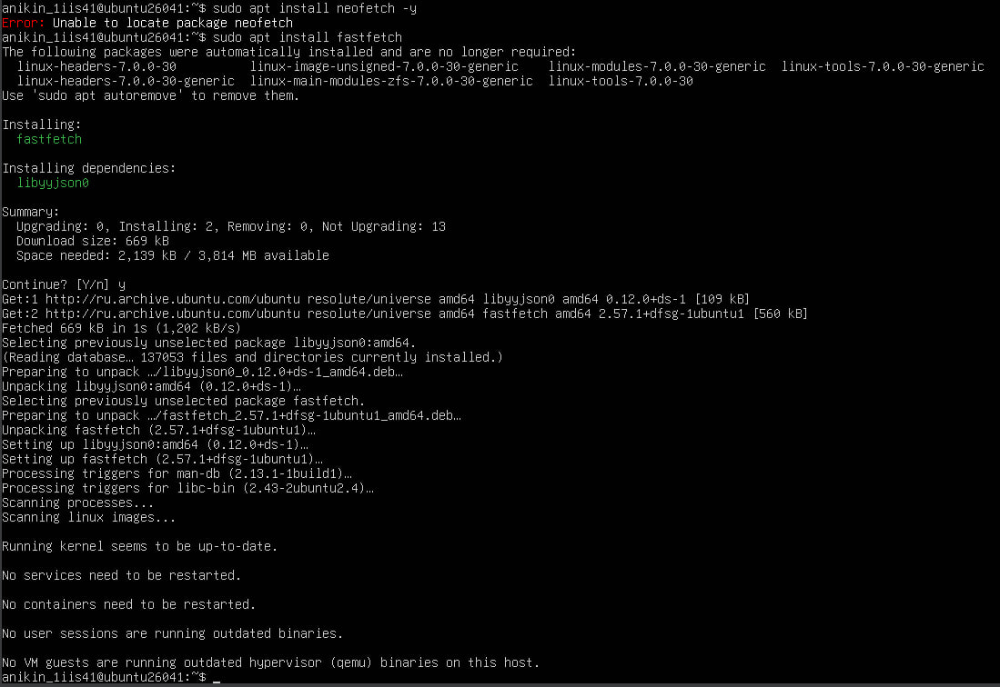 anikin_1iis41@ubuntu26041:~$ sudo apt install neofetch -y
Error: Unable to locate package neofetch
anikin_1iis41@ubuntu26041:~$ sudo apt install fastfetch
The following packages were automatically installed and are no longer required:
  linux-headers-7.0.0-30          linux-image-unsigned-7.0.0-30-generic    linux-modules-7.0.0-30-generic  linux-tools-7.0.0-30-generic
  linux-headers-7.0.0-30-generic  linux-main-modules-zfs-7.0.0-30-generic  linux-tools-7.0.0-30
Use 'sudo apt autoremove' to remove them.

Installing:
  fastfetch

Installing dependencies:
  libyyjson0

Summary:
  Upgrading: 0, Installing: 2, Removing: 0, Not Upgrading: 13
  Download size: 669 kB
  Space needed: 2,139 kB / 3,814 MB available

Continue? [Y/n] y
Get:1 http://ru.archive.ubuntu.com/ubuntu resolute/universe amd64 libyyjson0 amd64 0.12.0+ds-1 [109 kB]
Get:2 http://ru.archive.ubuntu.com/ubuntu resolute/universe amd64 fastfetch amd64 2.57.1+dfsg-1ubuntu1 [560 kB]
Fetched 669 kB in 1s (1,202 kB/s)
Selecting previously unselected package libyyjson0:amd64.
(Reading database… 137053 files and directories currently installed.)
Preparing to unpack …/libyyjson0_0.12.0+ds-1_amd64.deb…
Unpacking libyyjson0:amd64 (0.12.0+ds-1)…
Selecting previously unselected package fastfetch.
Preparing to unpack …/fastfetch_2.57.1+dfsg-1ubuntu1_amd64.deb…
Unpacking fastfetch (2.57.1+dfsg-1ubuntu1)…
Setting up libyyjson0:amd64 (0.12.0+ds-1)…
Setting up fastfetch (2.57.1+dfsg-1ubuntu1)…
Processing triggers for man-db (2.13.1-1build1)…
Processing triggers for libc-bin (2.43-2ubuntu2.4)…
Scanning processes...
Scanning linux images...

Running kernel seems to be up-to-date.

No services need to be restarted.

No containers need to be restarted.

No user sessions are running outdated binaries.

No VM guests are running outdated hypervisor (qemu) binaries on this host.
anikin_1iis41@ubuntu26041:~$ _